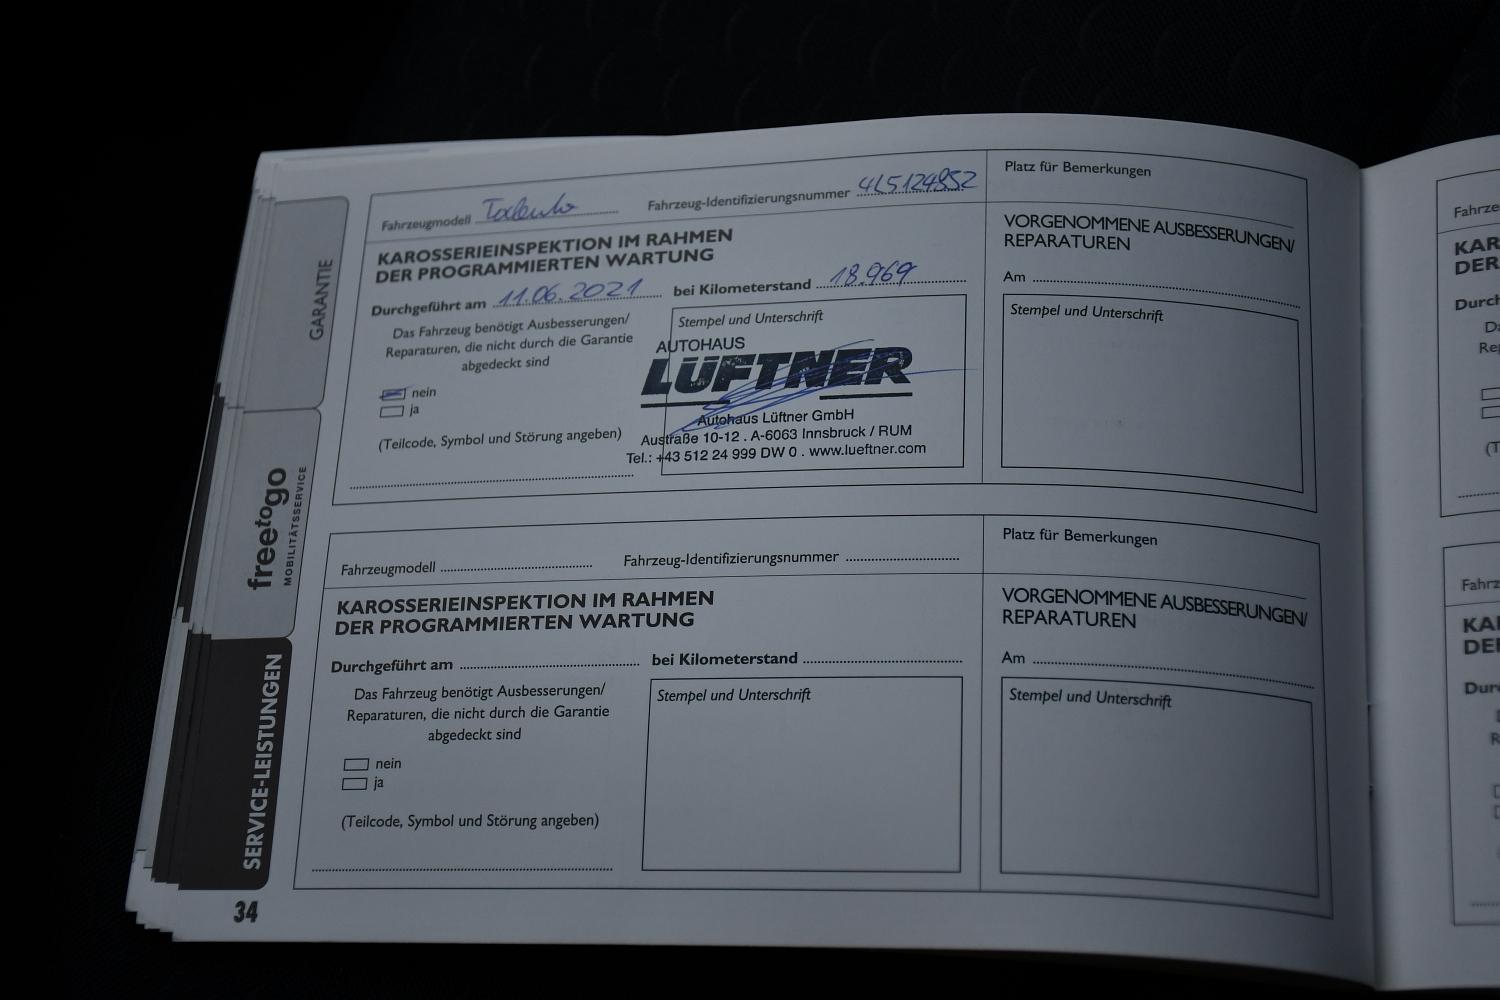 GARANTIE
freetogo
MOBILITÄTSSERVICE
SERVICE-LEISTUNGEN
Fahrzeugmodell Fahrzeug-Identifizierungsnummer 4L5124952
KAROSSERIEINSPEKTION IM RAHMEN
DER PROGRAMMIERTEN WARTUNG
Durchgeführt am 11.06.2021 bei Kilometerstand 18.969
Das Fahrzeug benötigt Ausbesserungen/
Reparaturen, die nicht durch die Garantie
abgedeckt sind
nein
ja
(Teilcode, Symbol und Störung angeben)
Stempel und Unterschrift
AUTOHAUS
LÜFTNER
Autohaus Lüftner GmbH
Austraße 10-12 . A-6063 Innsbruck / RUM
Tel.: +43 512 24 999 DW 0 . www.lueftner.com
Platz für Bemerkungen
VORGENOMMENE AUSBESSERUNGEN/
REPARATUREN
Am
Stempel und Unterschrift
Fahrzeugmodell Fahrzeug-Identifizierungsnummer
KAROSSERIEINSPEKTION IM RAHMEN
DER PROGRAMMIERTEN WARTUNG
Durchgeführt am bei Kilometerstand
Das Fahrzeug benötigt Ausbesserungen/
Reparaturen, die nicht durch die Garantie
abgedeckt sind
nein
ja
(Teilcode, Symbol und Störung angeben)
Stempel und Unterschrift
Platz für Bemerkungen
VORGENOMMENE AUSBESSERUNGEN/
REPARATUREN
Am
Stempel und Unterschrift
34